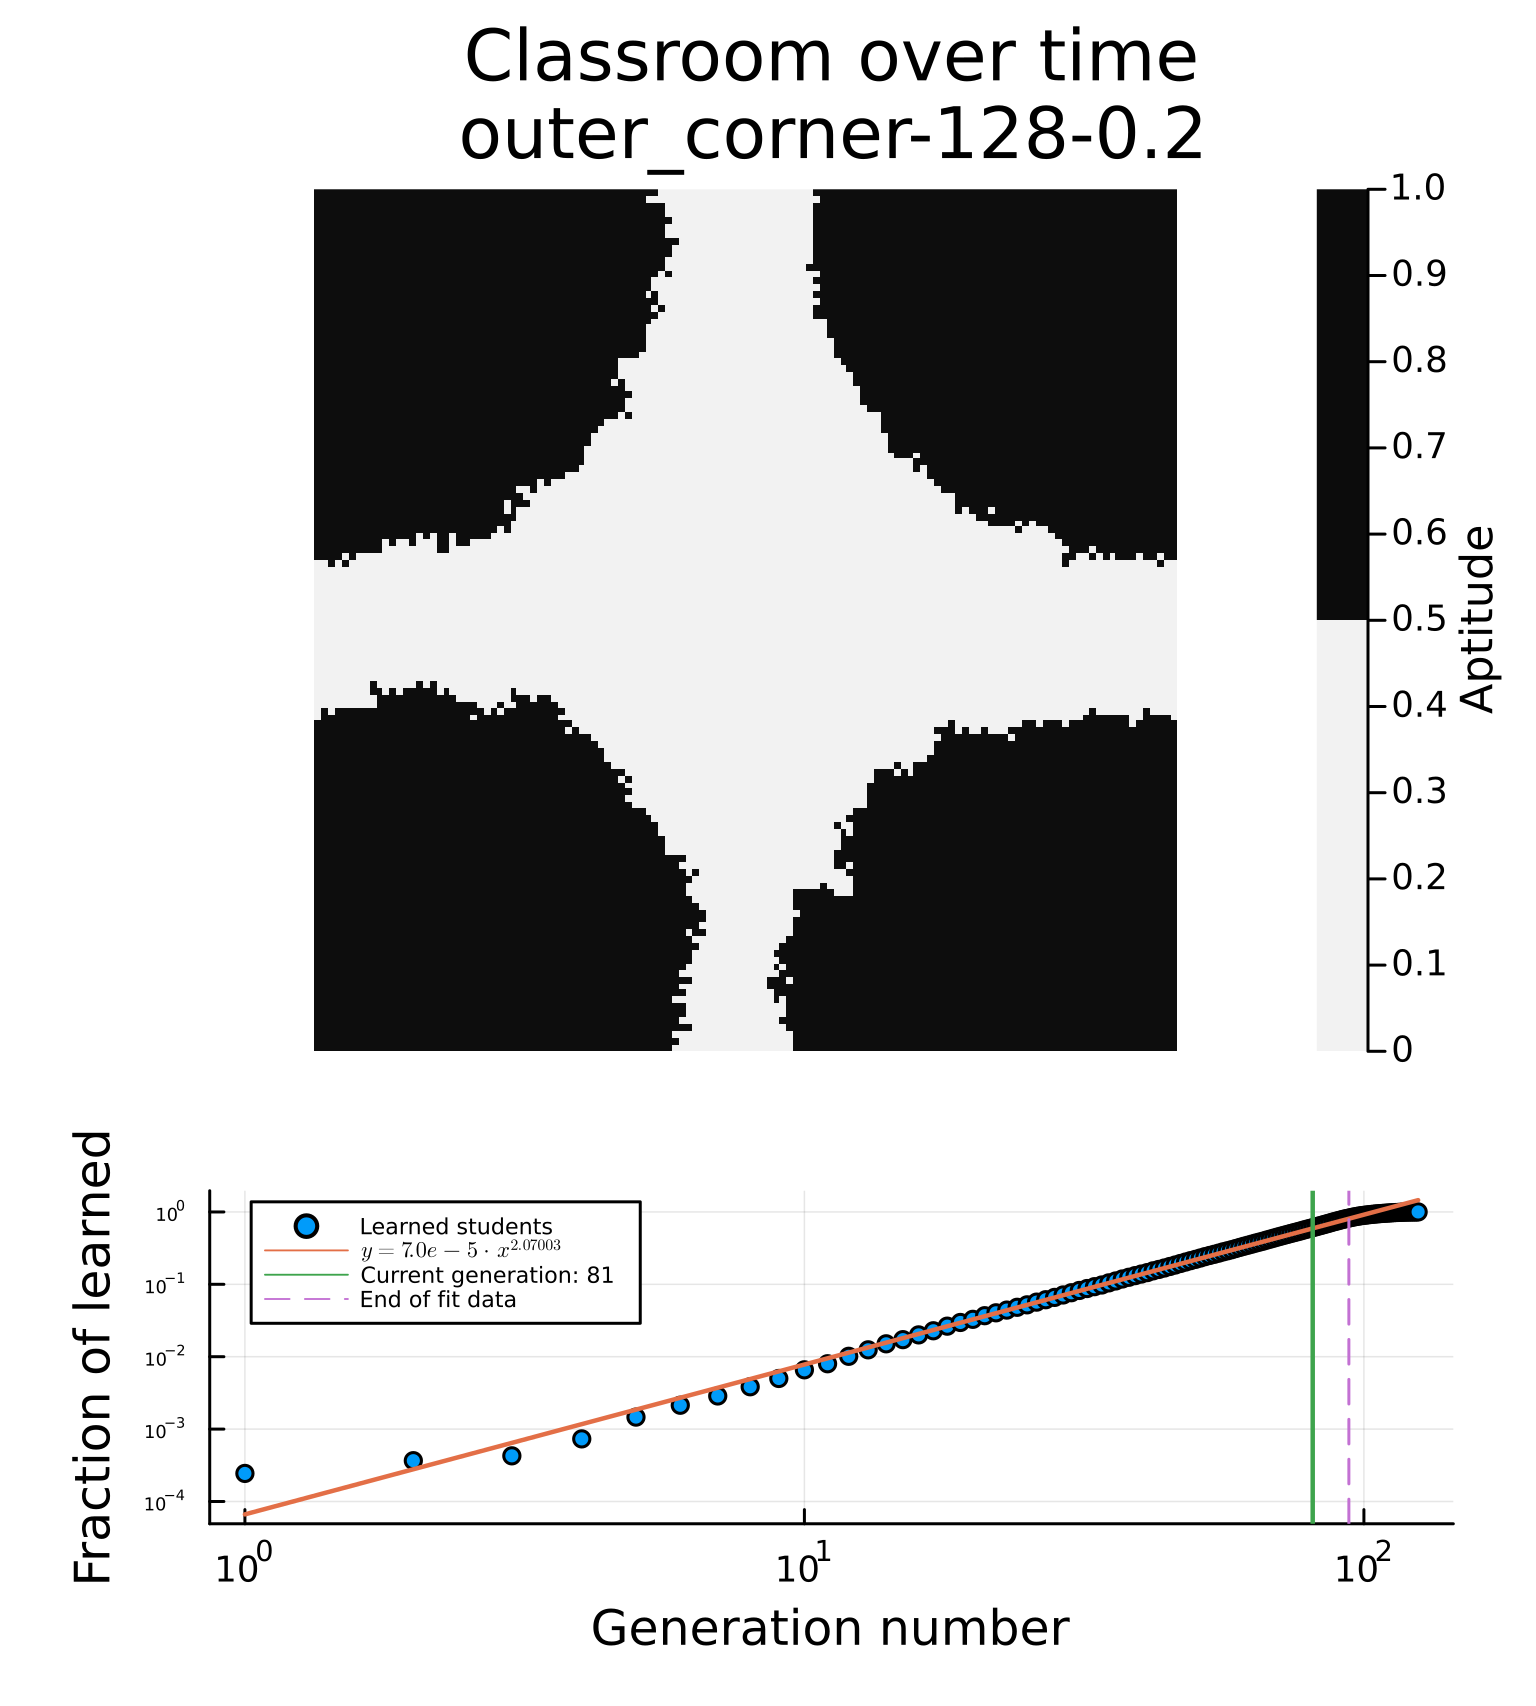 Classroom over time
outer_corner-128-0.2
1.0
0.9
0.8
0.7
0.6
0.5
0.4
0.3
0.2
0.1
0
Aptitude
Fraction of learned
10^0
10^-1
10^-2
10^-3
10^-4
Learned students
y = 7.0e − 5 · x^2.07003
Current generation: 81
End of fit data
10^0 10^1 10^2
Generation number